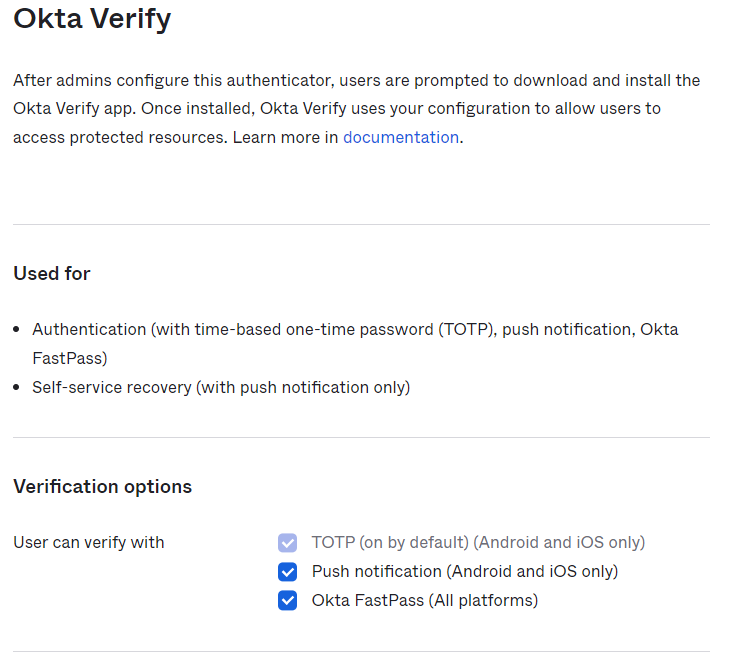 Okta Verify
After admins configure this authenticator, users are prompted to download and install the
Okta Verify app. Once installed, Okta Verify uses your configuration to allow users to
access protected resources. Learn more in documentation.
Used for
• Authentication (with time-based one-time password (TOTP), push notification, Okta
FastPass)
• Self-service recovery (with push notification only)
Verification options
User can verify with
TOTP (on by default) (Android and iOS only)
Push notification (Android and iOS only)
Okta FastPass (All platforms)